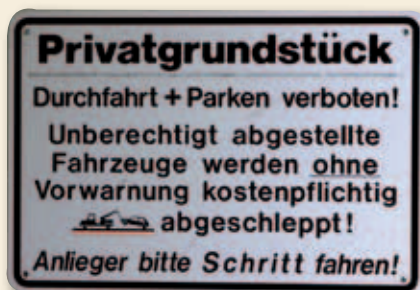 Privatgrundstück
Durchfahrt + Parken verboten!
Unberechtigt abgestellte
Fahrzeuge werden ohne
Vorwarnung kostenpflichtig
abgeschleppt!
Anlieger bitte Schritt fahren!